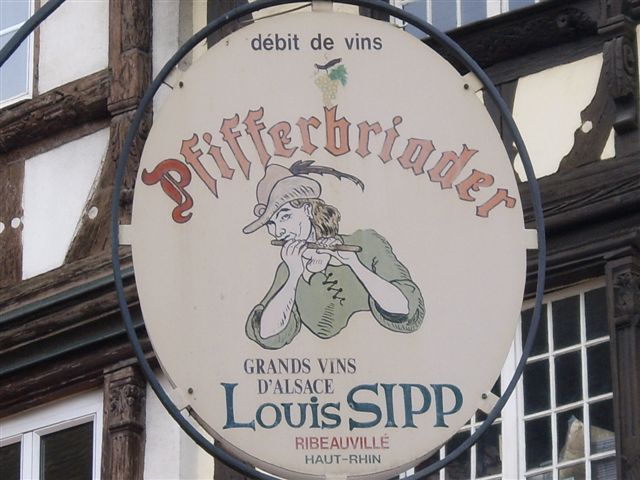 débit de vins
Pfifferbriader
GRANDS VINS
D'ALSACE
Louis SIPP
RIBEAUVILLÉ
HAUT-RHIN